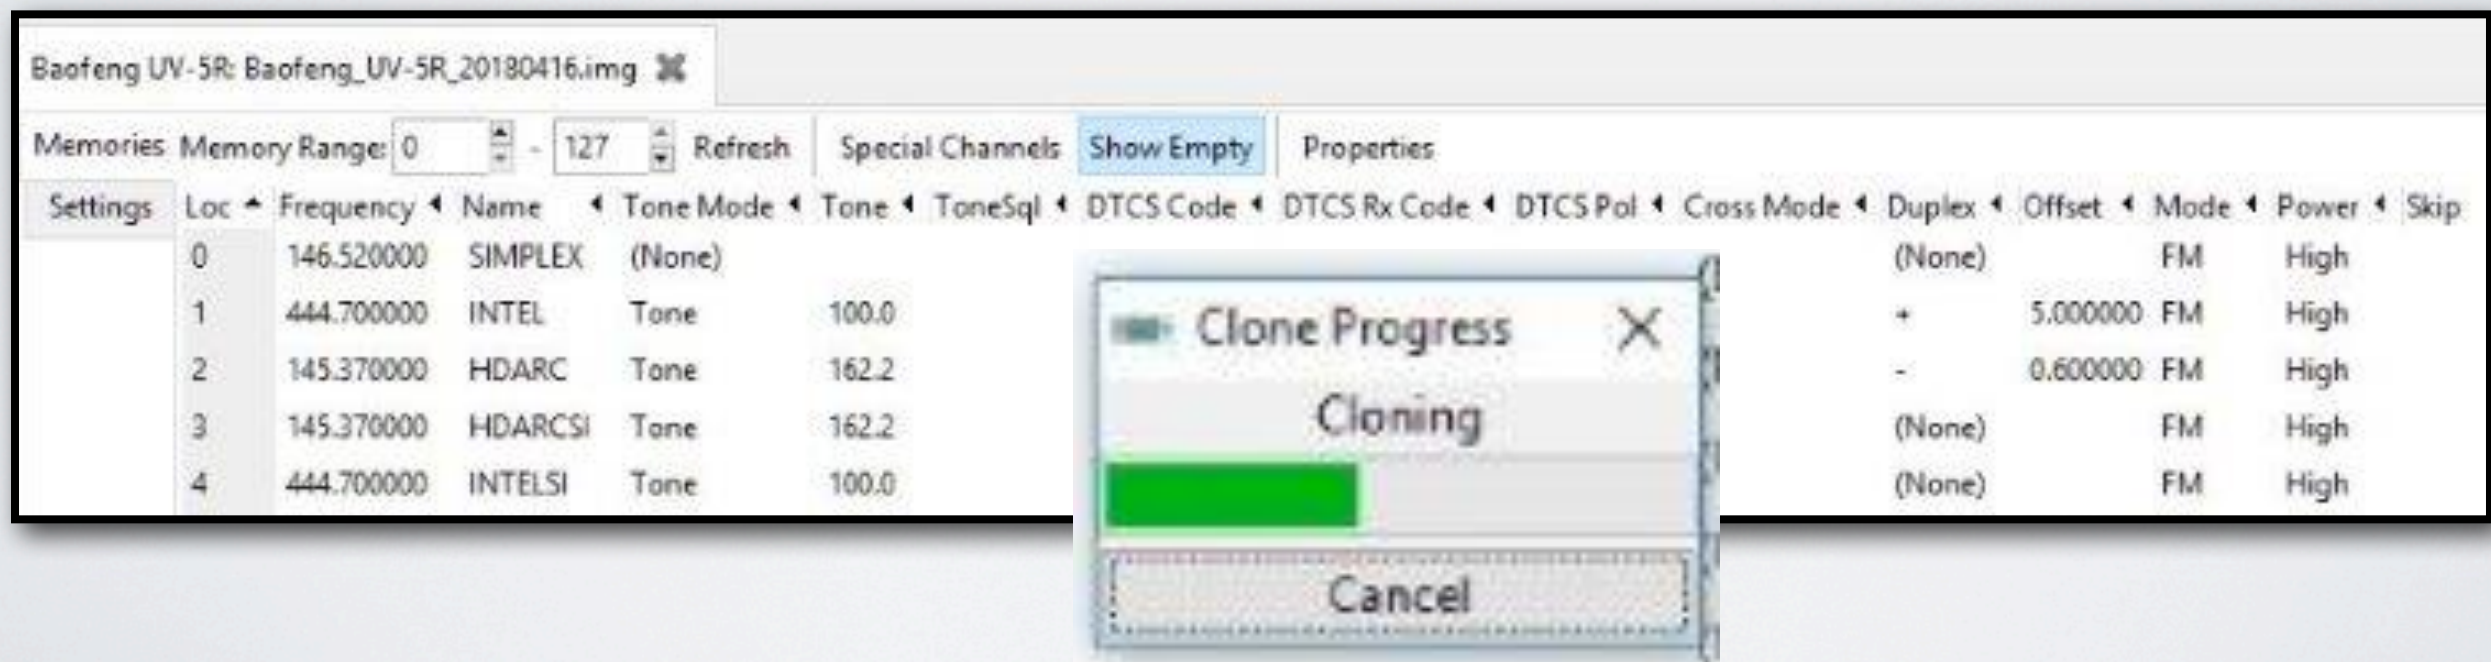 Baofeng UV-5R: Baofeng_UV-5R_20180416.img
Memories Memory Range: 0 - 127 Refresh Special Channels Show Empty Properties
Settings Loc Frequency Name Tone Mode Tone ToneSql DTCS Code DTCS Rx Code DTCS Pol Cross Mode Duplex Offset Mode Power Skip
0 146.520000 SIMPLEX (None) (None) FM High
1 444.700000 INTEL Tone 100.0 + 5.000000 FM High
2 145.370000 HDARC Tone 162.2 - 0.600000 FM High
3 145.370000 HDARCSI Tone 162.2 (None) FM High
4 444.700000 INTELSI Tone 100.0 (None) FM High
Clone Progress
Cloning
Cancel